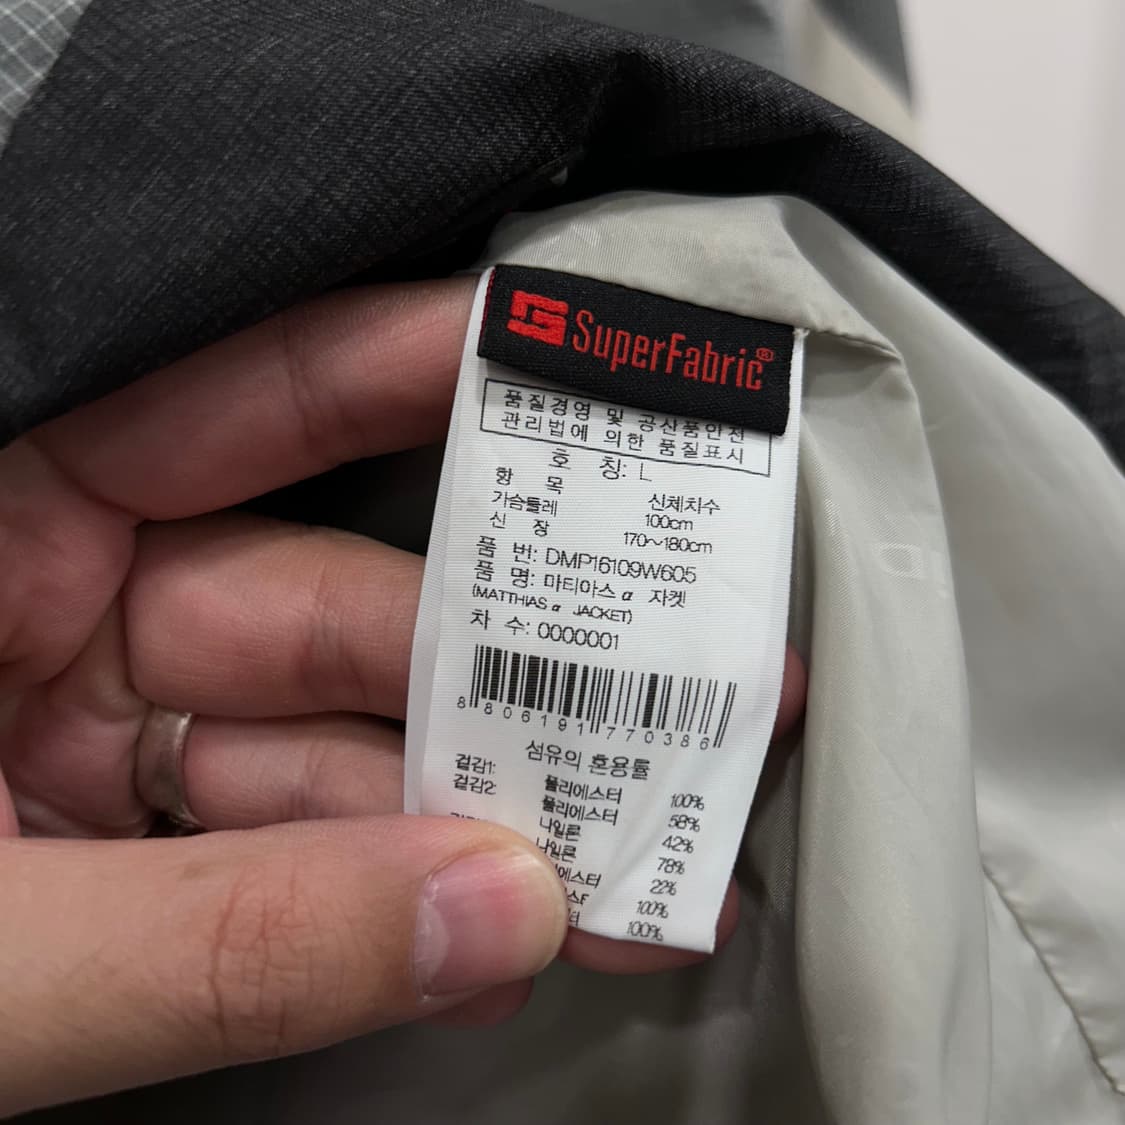 SuperFabric®
품질경영 및 공산품안전
관리법에 의한 품질표시
호 칭: L
항 목 신체치수
가슴둘레 100cm
신 장 170~180cm
품 번: DMP16109W605
품 명: 마티아스 α 자켓
(MATTHIAS α JACKET)
차 수: 0000001
8 806191 770386
섬유의 혼용률
겉감1: 폴리에스터 100%
겉감2: 폴리에스터 58%
나일론 42%
나일론 78%
22%
100%
100%